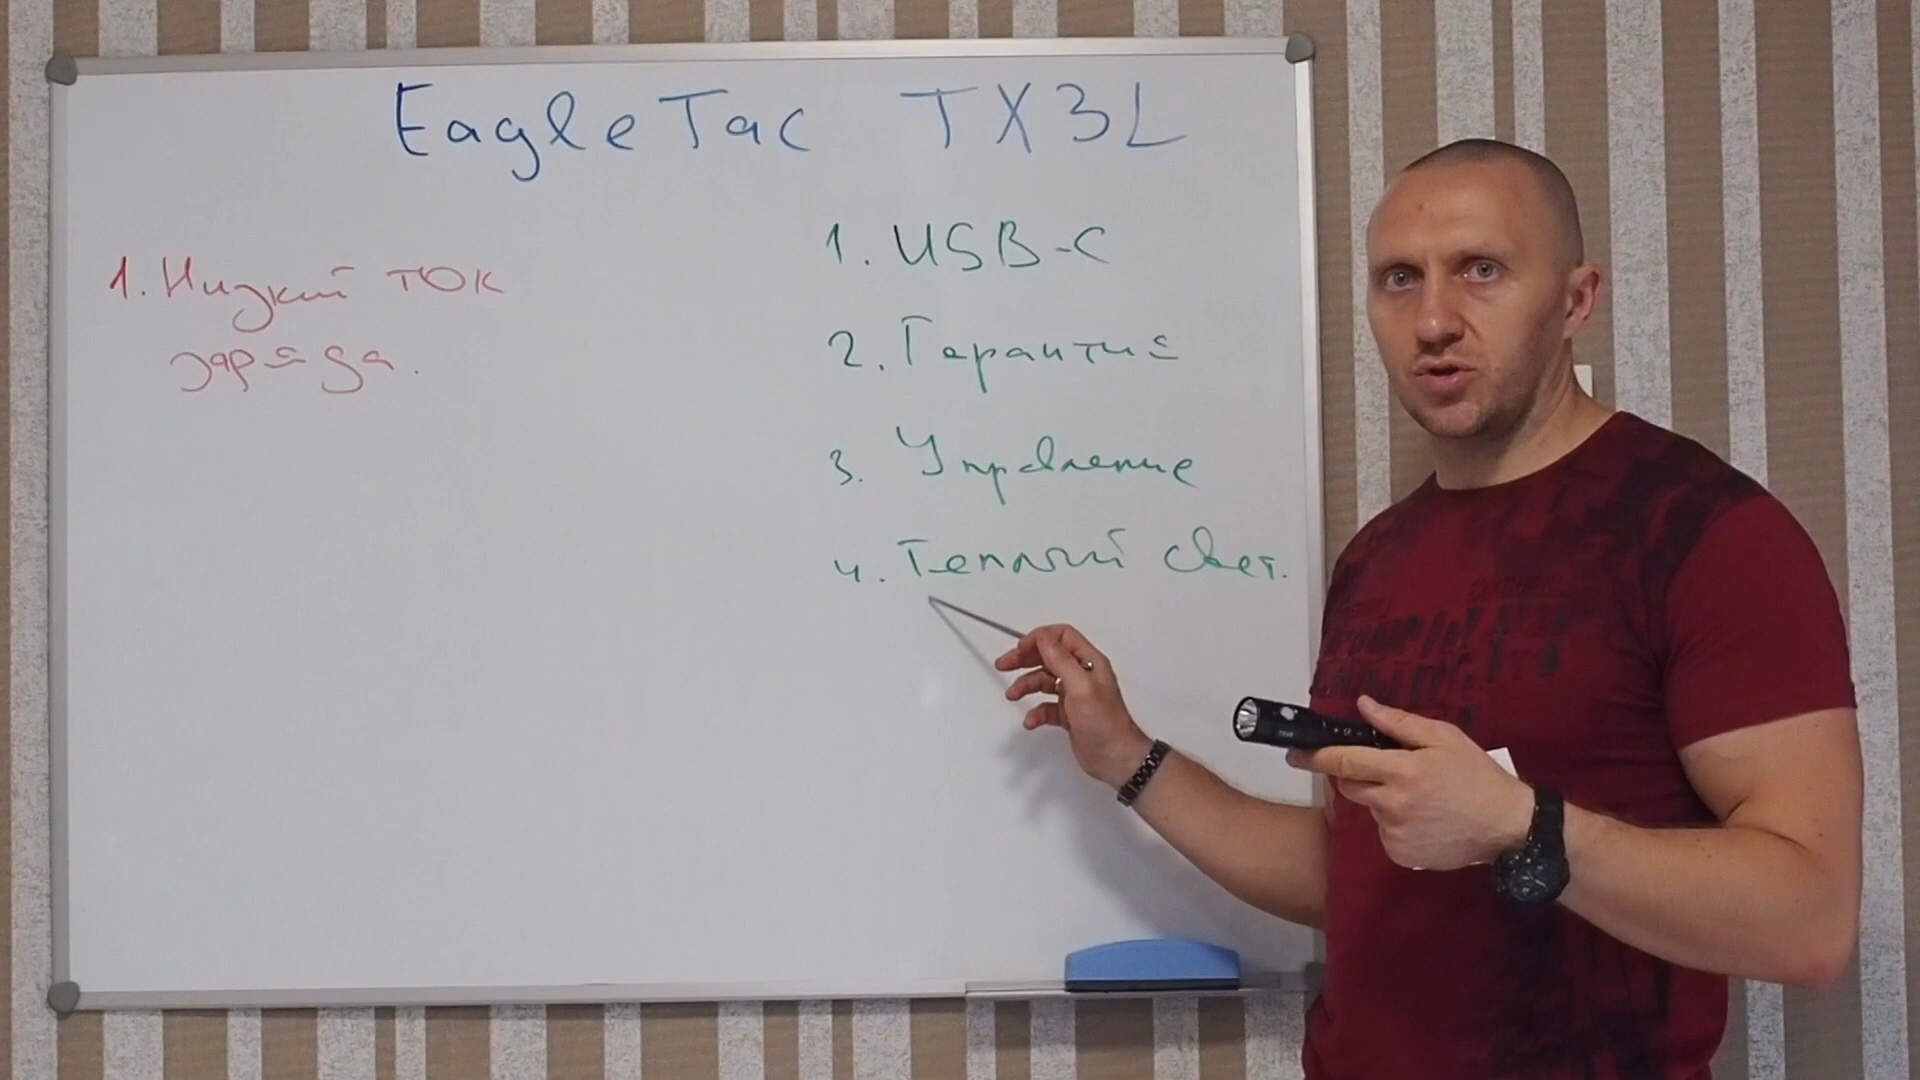 EagleTac TX3L
1. Низкий ток
заряда.
1. USB-C
2. Гарантия
3. Управление
4. Теплый свет.